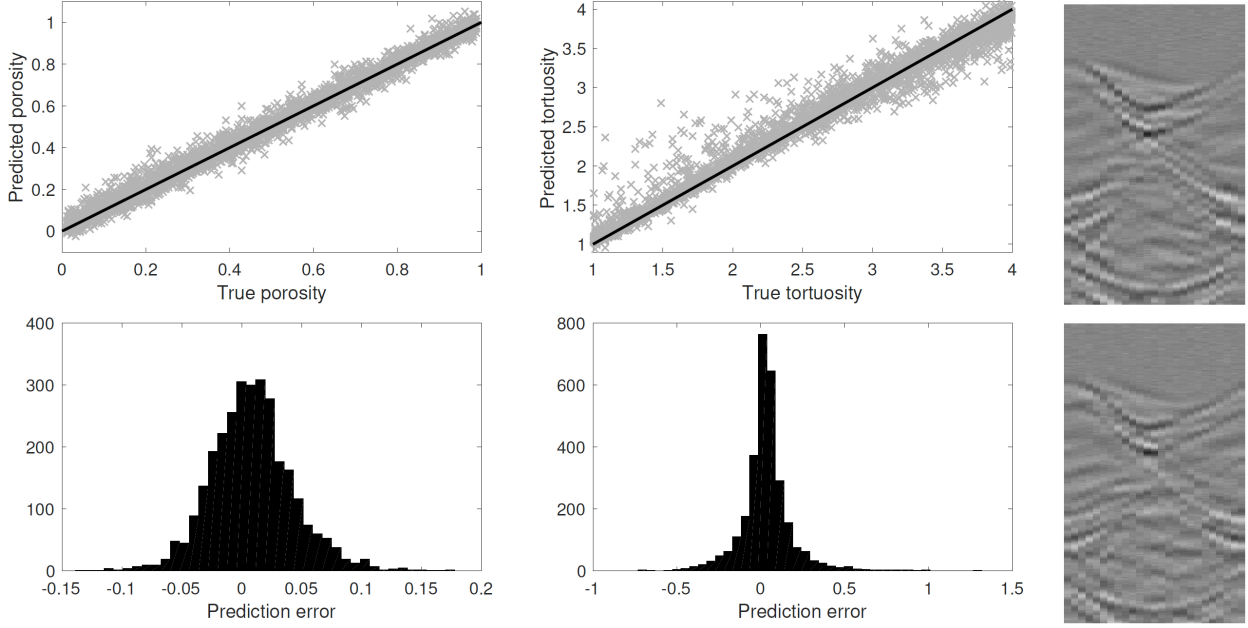 Predicted porosity
1
0.8
0.6
0.4
0.2
0
0 0.2 0.4 0.6 0.8 1
True porosity
Predicted tortuosity
4
3.5
3
2.5
2
1.5
1
1 1.5 2 2.5 3 3.5 4
True tortuosity
400
300
200
100
0
-0.15 -0.1 -0.05 0 0.05 0.1 0.15 0.2
Prediction error
800
600
400
200
0
-1 -0.5 0 0.5 1 1.5
Prediction error